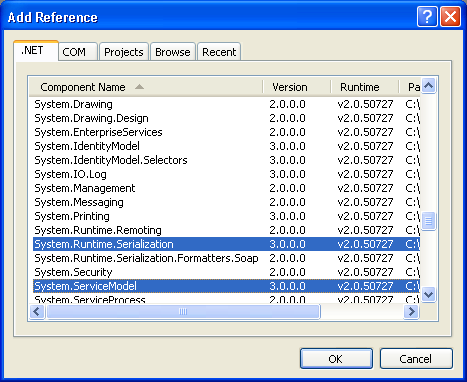 Add Reference
.NET COM Projects Browse Recent
Component Name Version Runtime Pa
System.Drawing 2.0.0.0 v2.0.50727 C:\
System.Drawing.Design 2.0.0.0 v2.0.50727 C:\
System.EnterpriseServices 2.0.0.0 v2.0.50727 C:\
System.IdentityModel 3.0.0.0 v2.0.50727 C:\
System.IdentityModel.Selectors 3.0.0.0 v2.0.50727 C:\
System.IO.Log 3.0.0.0 v2.0.50727 C:\
System.Management 2.0.0.0 v2.0.50727 C:\
System.Messaging 2.0.0.0 v2.0.50727 C:\
System.Printing 3.0.0.0 v2.0.50727 C:\
System.Runtime.Remoting 2.0.0.0 v2.0.50727 C:\
System.Runtime.Serialization 3.0.0.0 v2.0.50727 C:\
System.Runtime.Serialization.Formatters.Soap 2.0.0.0 v2.0.50727 C:\
System.Security 2.0.0.0 v2.0.50727 C:\
System.ServiceModel 3.0.0.0 v2.0.50727 C:\
System.ServiceProcess 2.0.0.0 v2.0.50727 C:\
OK Cancel